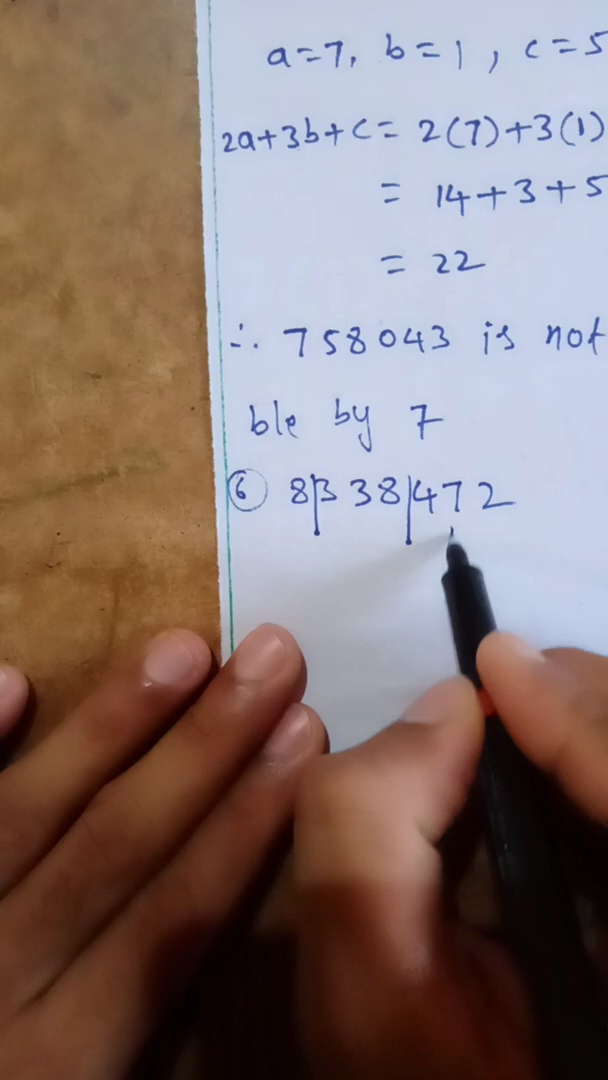 a=7, b=1, c=5
2a+3b+c= 2(7)+3(1)
= 14+3+5
= 22
∴ 758043 is not
ble by 7
⑥ 8|338|472